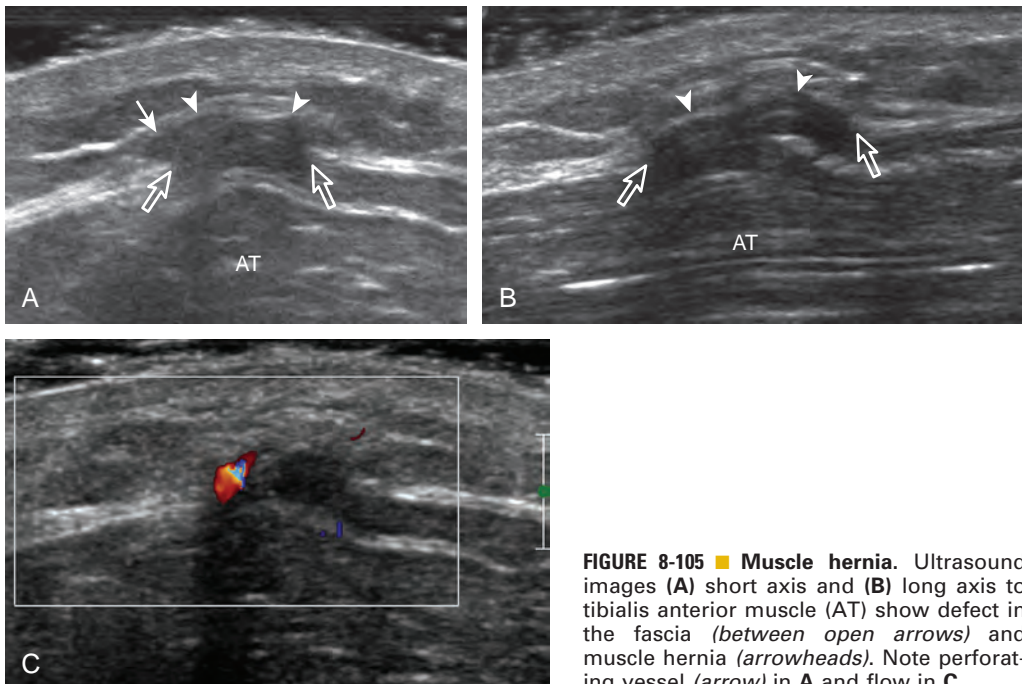 AT
A
AT
B
C
FIGURE 8-105 ■ Muscle hernia. Ultrasound
images (A) short axis and (B) long axis to
tibialis anterior muscle (AT) show defect in
the fascia (between open arrows) and
muscle hernia (arrowheads). Note perforat-
ing vessel (arrow) in A and flow in C.